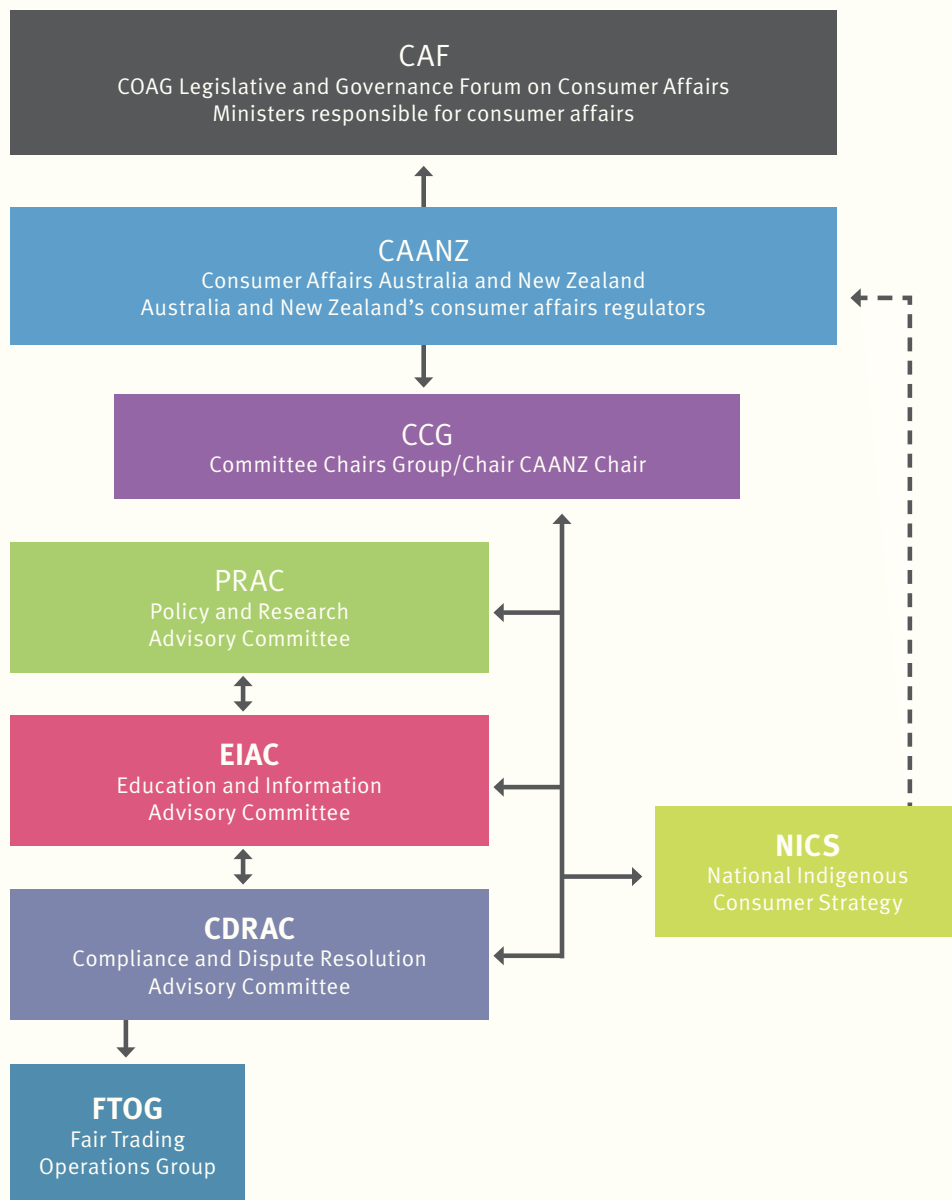 CAF
COAG Legislative and Governance Forum on Consumer Affairs
Ministers responsible for consumer affairs
CAANZ
Consumer Affairs Australia and New Zealand
Australia and New Zealand’s consumer affairs regulators
CCG
Committee Chairs Group/Chair CAANZ Chair
PRAC
Policy and Research
Advisory Committee
EIAC
Education and Information
Advisory Committee
NICS
National Indigenous
Consumer Strategy
CDRAC
Compliance and Dispute Resolution
Advisory Committee
FTOG
Fair Trading
Operations Group